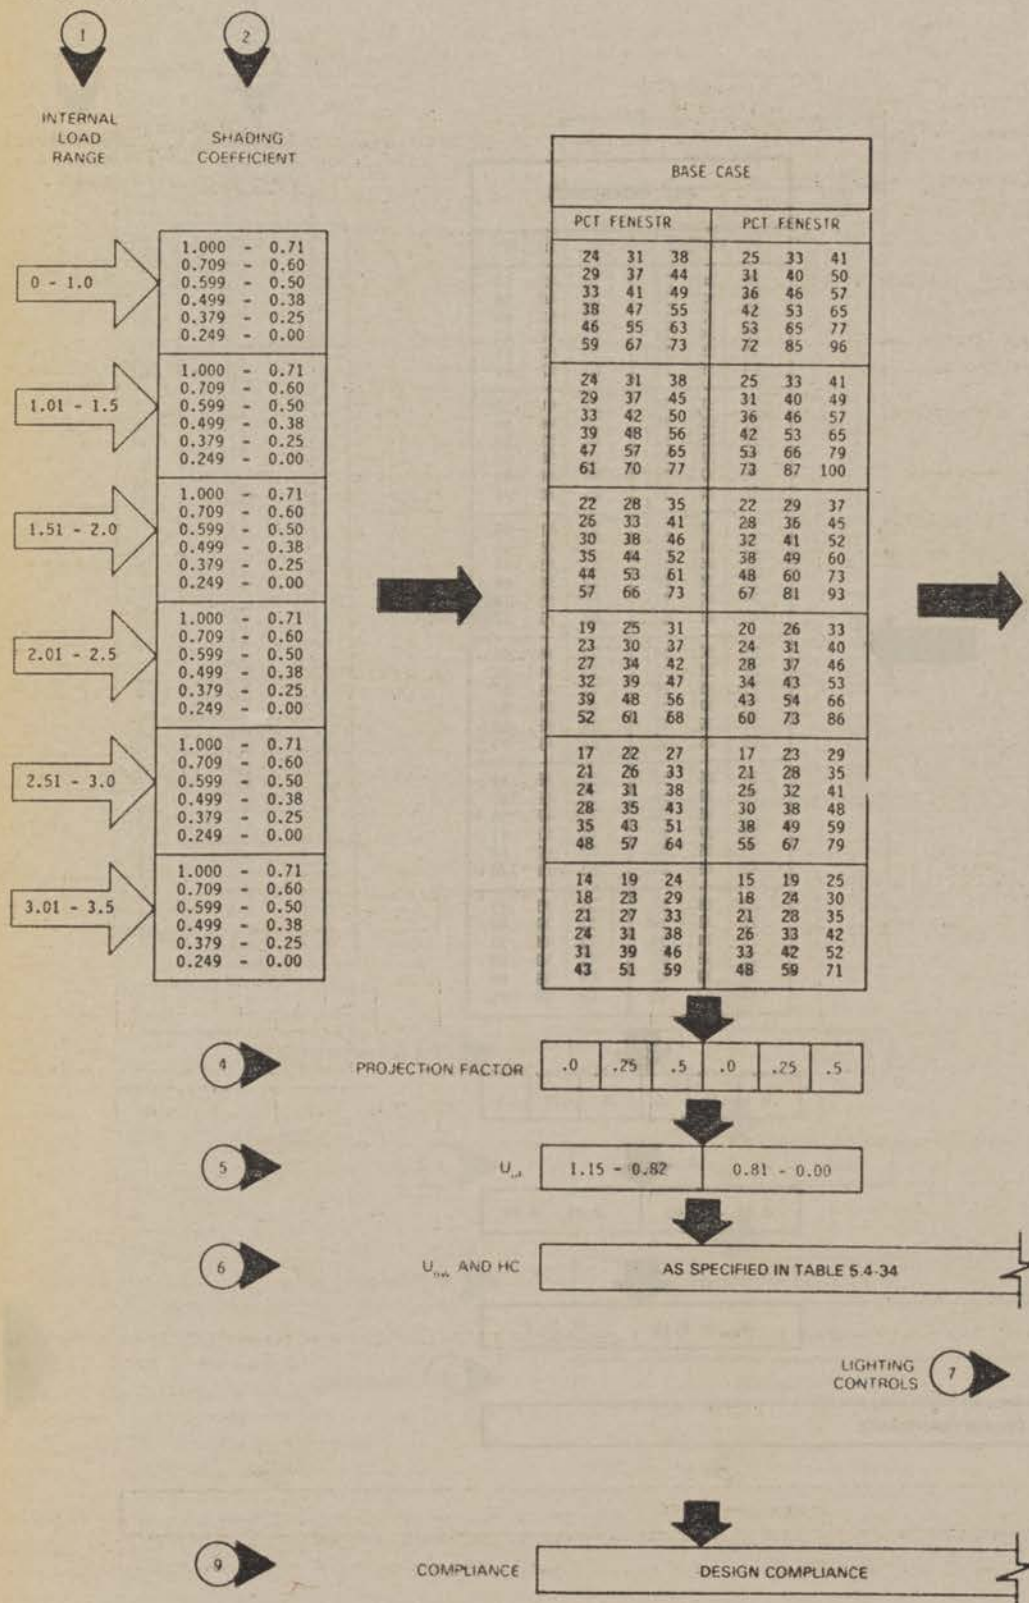 1
2
INTERNAL
LOAD
RANGE
SHADING
COEFFICIENT
BASE CASE
PCT FENESTR PCT FENESTR
0 - 1.0
1.000 - 0.71 24 31 38 25 33 41
0.709 - 0.60 29 37 44 31 40 50
0.599 - 0.50 33 41 49 36 46 57
0.499 - 0.38 38 47 55 42 53 65
0.379 - 0.25 46 55 63 53 65 77
0.249 - 0.00 59 67 73 72 85 96
1.01 - 1.5
1.000 - 0.71 24 31 38 25 33 41
0.709 - 0.60 29 37 45 31 40 49
0.599 - 0.50 33 42 50 36 46 57
0.499 - 0.38 39 48 56 42 53 65
0.379 - 0.25 47 57 65 53 66 79
0.249 - 0.00 61 70 77 73 87 100
1.51 - 2.0
1.000 - 0.71 22 28 35 22 29 37
0.709 - 0.60 26 33 41 28 36 45
0.599 - 0.50 30 38 46 32 41 52
0.499 - 0.38 35 44 52 38 49 60
0.379 - 0.25 44 53 61 48 60 73
0.249 - 0.00 57 66 73 67 81 93
2.01 - 2.5
1.000 - 0.71 19 25 31 20 26 33
0.709 - 0.60 23 30 37 24 31 40
0.599 - 0.50 27 34 42 28 37 46
0.499 - 0.38 32 39 47 34 43 53
0.379 - 0.25 39 48 56 43 54 66
0.249 - 0.00 52 61 68 60 73 86
2.51 - 3.0
1.000 - 0.71 17 22 27 17 23 29
0.709 - 0.60 21 26 33 21 28 35
0.599 - 0.50 24 31 38 25 32 41
0.499 - 0.38 28 35 43 30 38 48
0.379 - 0.25 35 43 51 38 49 59
0.249 - 0.00 48 57 64 55 67 79
3.01 - 3.5
1.000 - 0.71 14 19 24 15 19 25
0.709 - 0.60 18 23 29 18 24 30
0.599 - 0.50 21 27 33 21 28 35
0.499 - 0.38 24 31 38 26 33 42
0.379 - 0.25 31 39 46 33 42 52
0.249 - 0.00 43 51 59 48 59 71
4 PROJECTION FACTOR .0 .25 .5 .0 .25 .5
5 U 1.15 - 0.82 0.81 - 0.00
6 U AND HC AS SPECIFIED IN TABLE 5.4-34
LIGHTING
CONTROLS 7
9 COMPLIANCE DESIGN COMPLIANCE